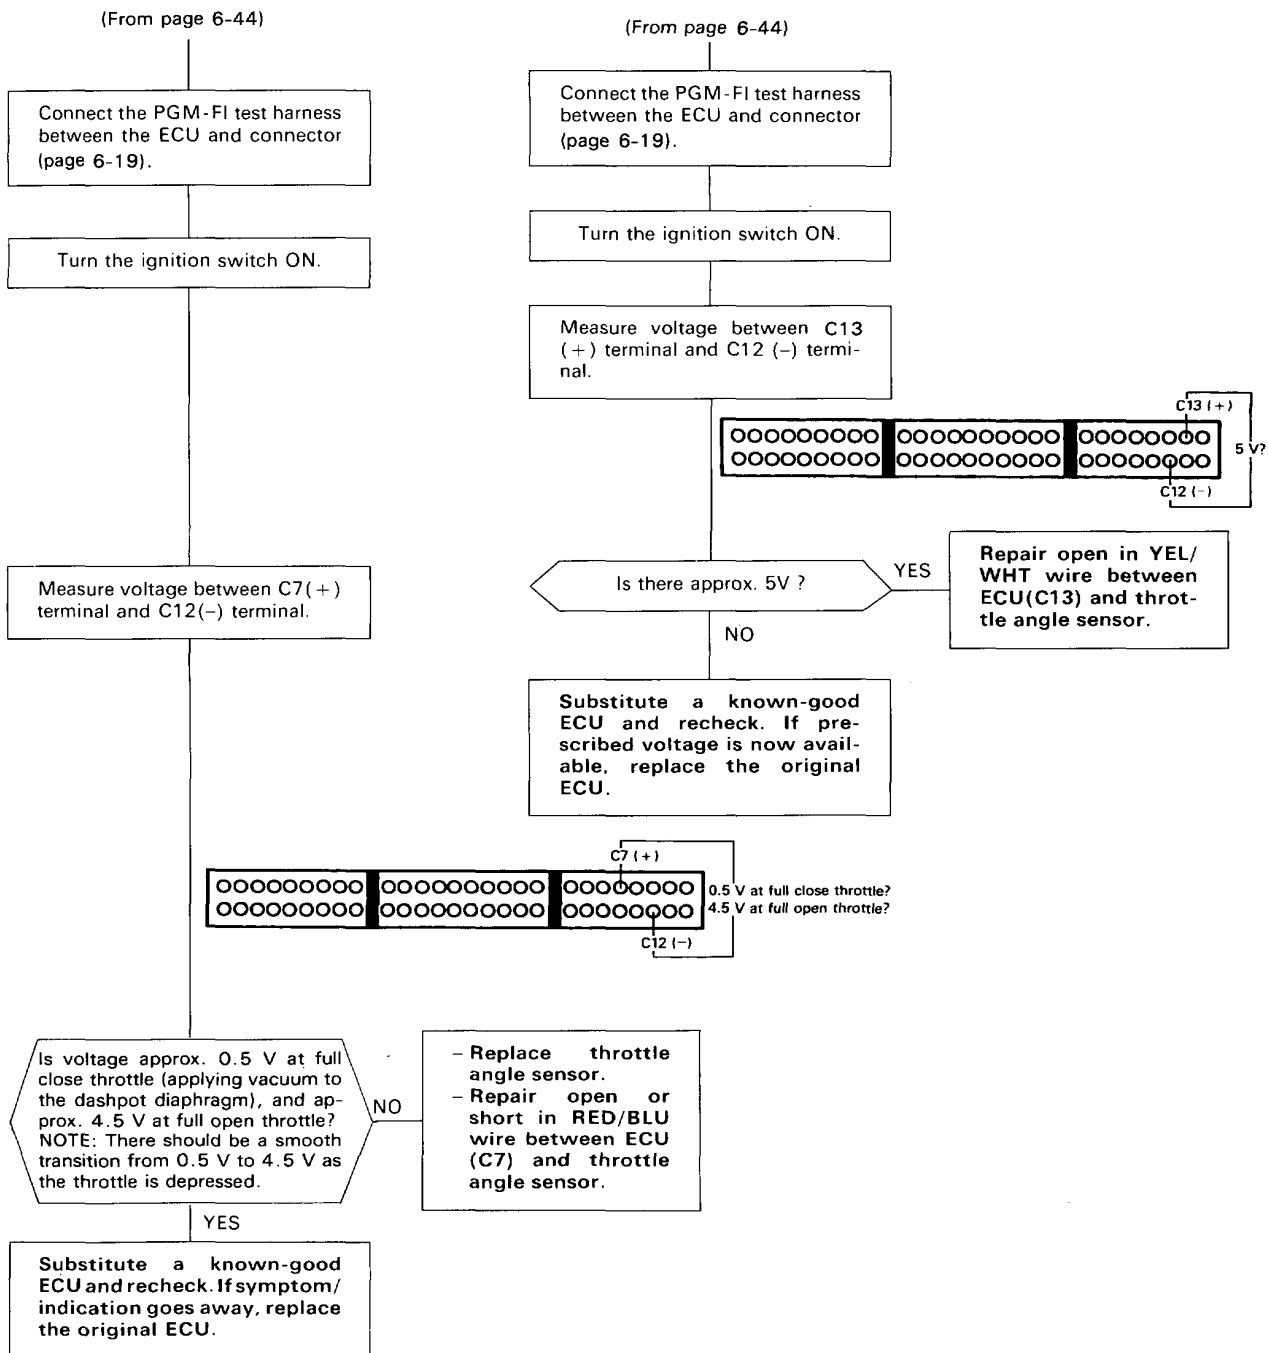 (From page 6-44)
Connect the PGM-FI test harness
between the ECU and connector
(page 6-19).
Turn the ignition switch ON.
Measure voltage between C7(+)
terminal and C12(–) terminal.
C7 (+)
0.5 V at full close throttle?
4.5 V at full open throttle?
C12 (–)
Is voltage approx. 0.5 V at full
close throttle (applying vacuum to
the dashpot diaphragm), and ap-
prox. 4.5 V at full open throttle?
NOTE: There should be a smooth
transition from 0.5 V to 4.5 V as
the throttle is depressed.
NO
– Replace throttle
angle sensor.
– Repair open or
short in RED/BLU
wire between ECU
(C7) and throttle
angle sensor.
YES
Substitute a known-good
ECU and recheck. If symptom/
indication goes away, replace
the original ECU.
(From page 6-44)
Connect the PGM-FI test harness
between the ECU and connector
(page 6-19).
Turn the ignition switch ON.
Measure voltage between C13
(+) terminal and C12 (–) termi-
nal.
C13 (+)
5 V?
C12 (–)
Is there approx. 5V ?
YES
Repair open in YEL/
WHT wire between
ECU(C13) and throt-
tle angle sensor.
NO
Substitute a known-good
ECU and recheck. If pre-
scribed voltage is now avail-
able, replace the original
ECU.